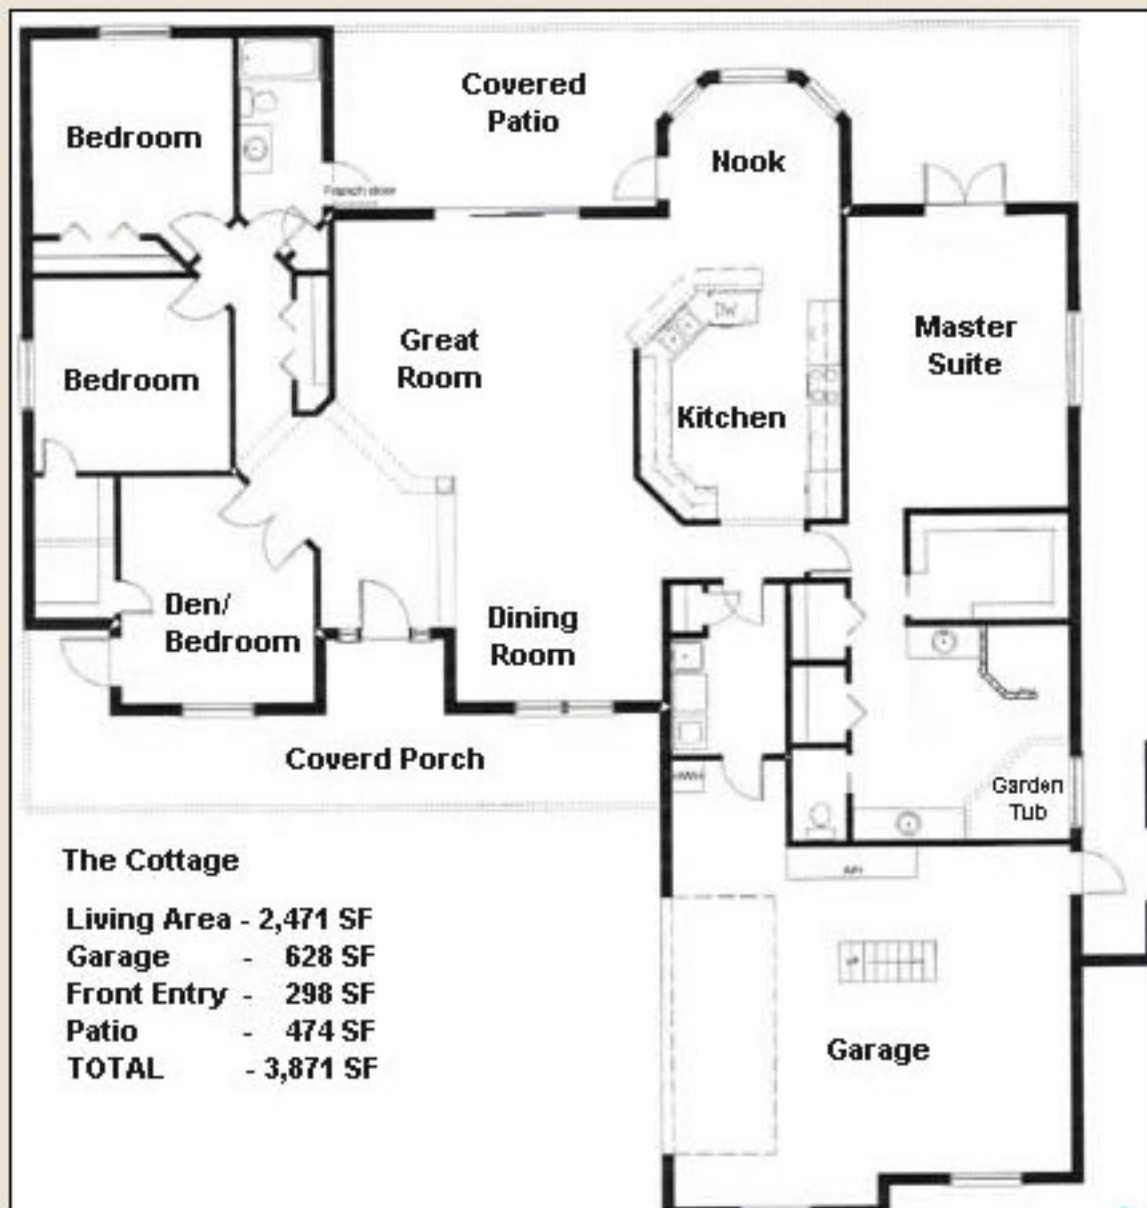 Bedroom
Covered
Patio
Nook
French door
Bedroom
Great
Room
DW
Kitchen
Master
Suite
Den/
Bedroom
Dining
Room
Coverd Porch
HWH
Garden
Tub
The Cottage
Living Area - 2,471 SF
Garage - 628 SF
Front Entry - 298 SF
Patio - 474 SF
TOTAL - 3,871 SF
Garage